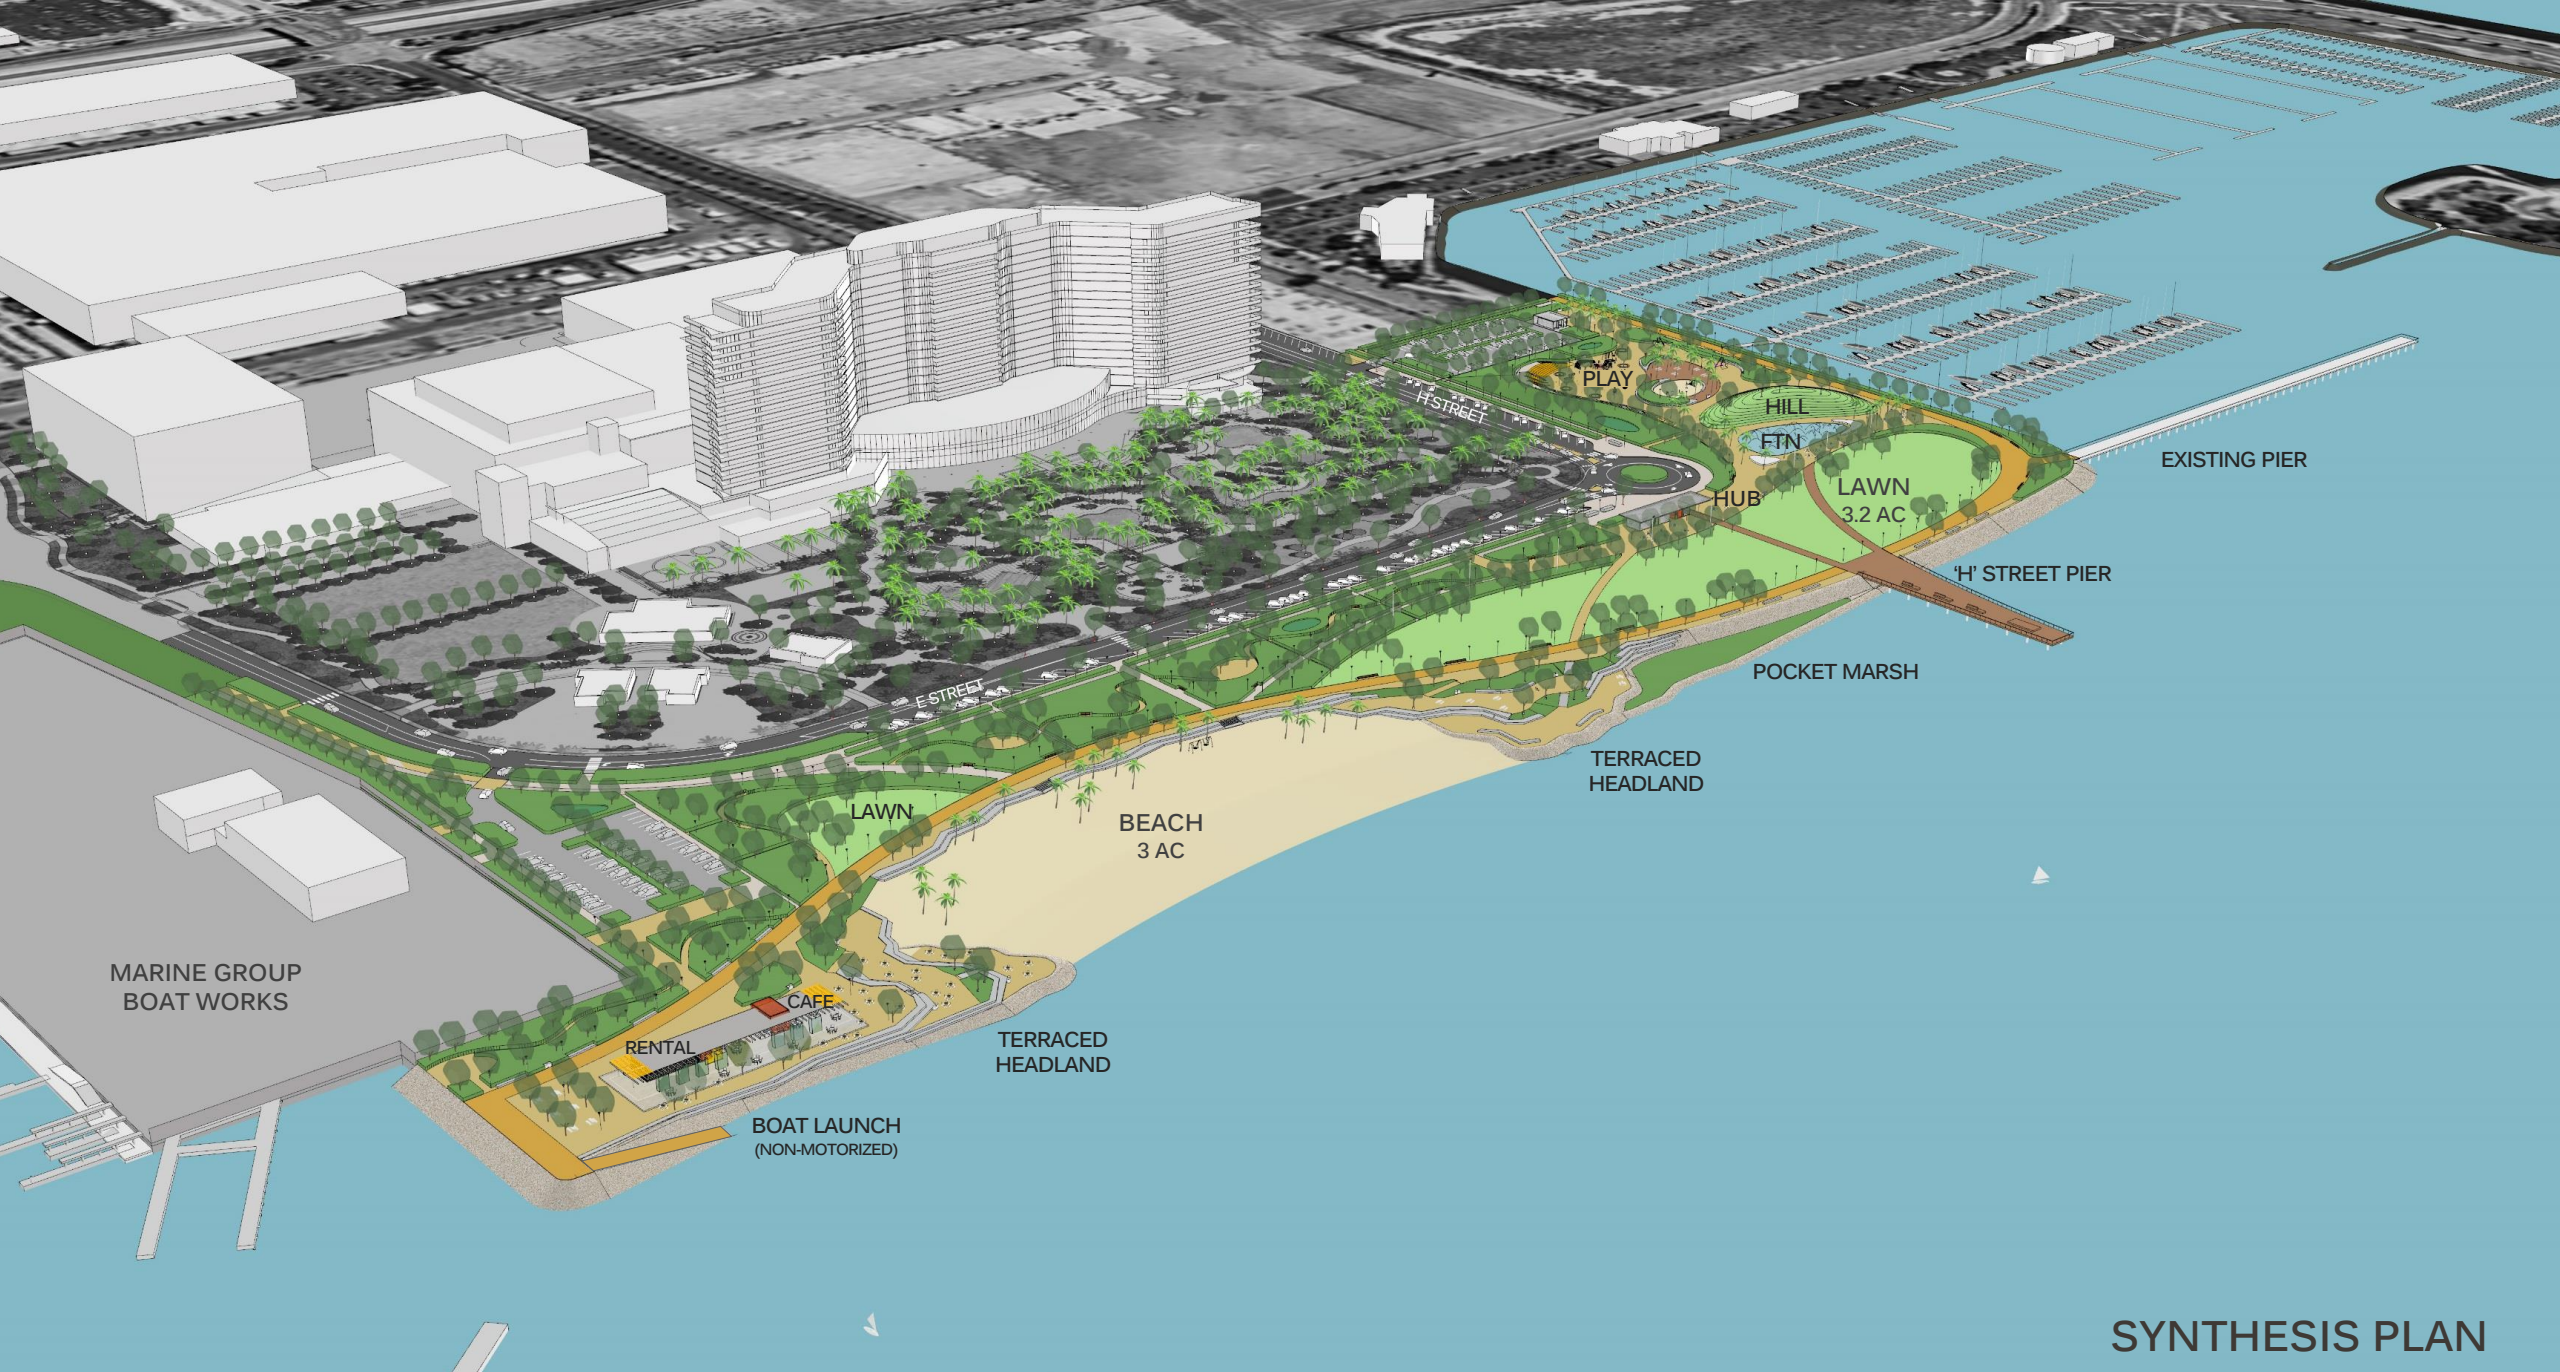 PLAY
H STREET
HILL
FTN
EXISTING PIER
LAWN
3.2 AC
HUB
'H' STREET PIER
POCKET MARSH
E STREET
TERRACED
HEADLAND
LAWN
BEACH
3 AC
MARINE GROUP
BOAT WORKS
CAFE
RENTAL
TERRACED
HEADLAND
BOAT LAUNCH
(NON-MOTORIZED)
SYNTHESIS PLAN